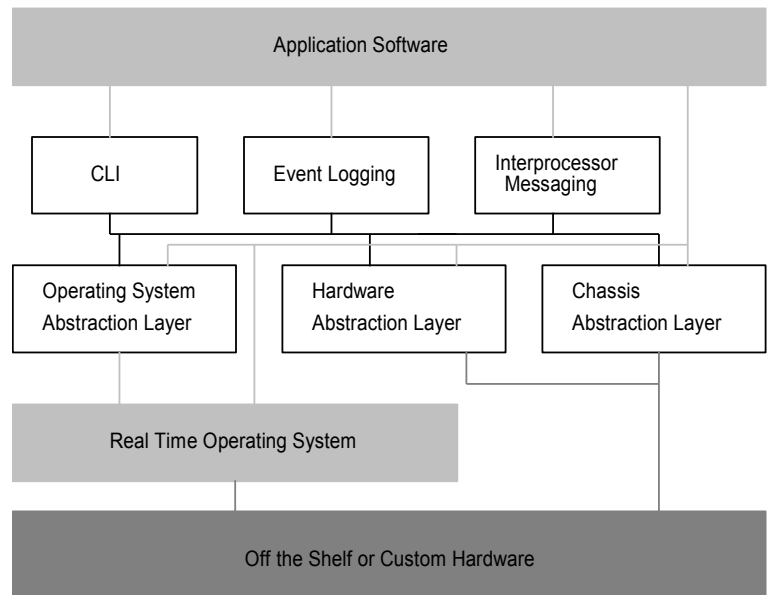 Application Software
CLI
Event Logging
Interprocessor
Messaging
Operating System
Abstraction Layer
Hardware
Abstraction Layer
Chassis
Abstraction Layer
Real Time Operating System
Off the Shelf or Custom Hardware